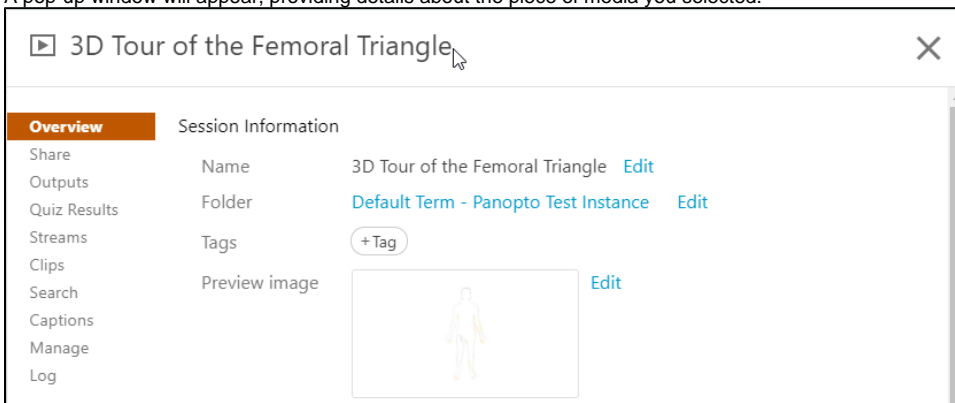 A pop-up window will appear, providing details about the piece of media you selected.
3D Tour of the Femoral Triangle
Overview
Session Information
Share
Name 3D Tour of the Femoral Triangle Edit
Outputs
Folder Default Term - Panopto Test Instance Edit
Quiz Results
Streams
Tags +Tag
Clips
Preview image Edit
Search
Captions
Manage
Log